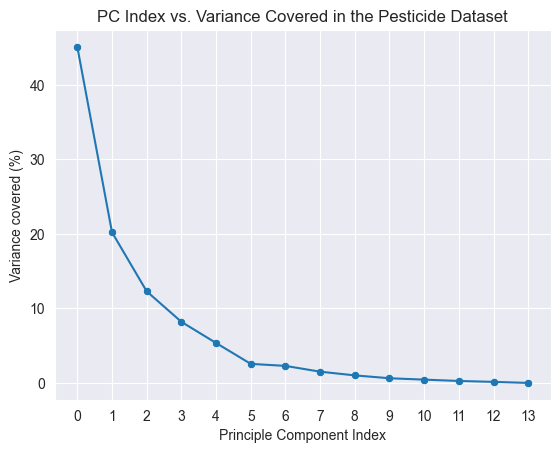 PC Index vs. Variance Covered in the Pesticide Dataset
Variance covered (%)
40
30
20
10
0
0 1 2 3 4 5 6 7 8 9 10 11 12 13
Principle Component Index